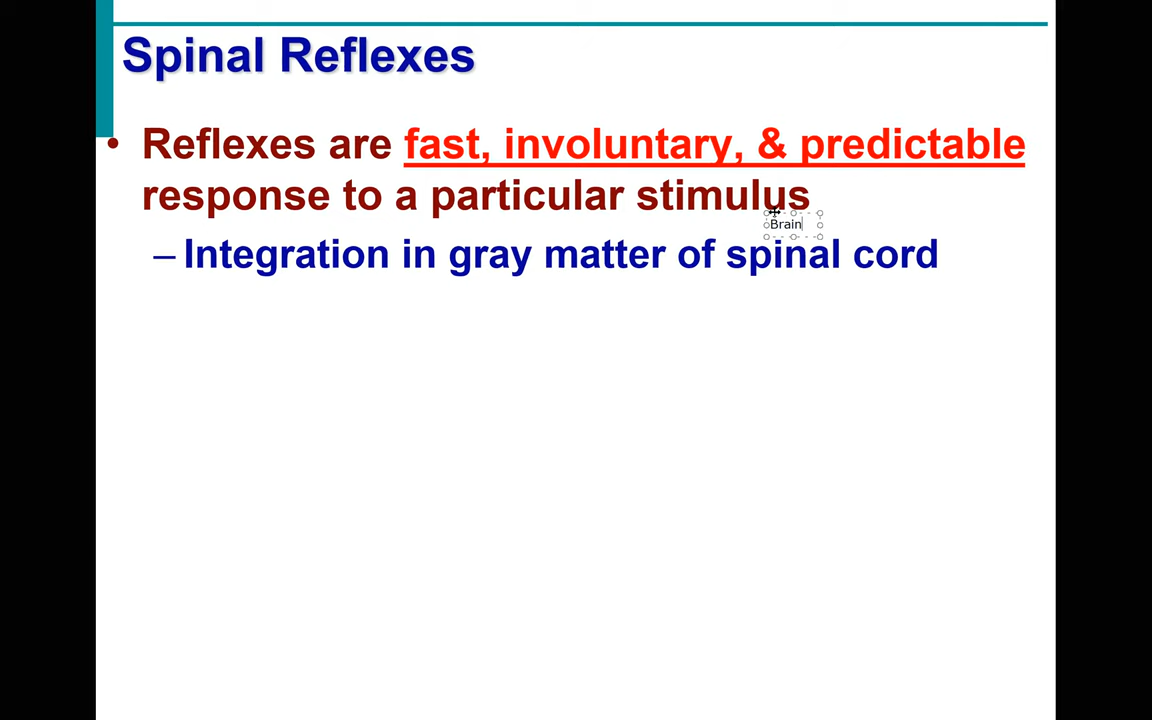 Spinal Reflexes
• Reflexes are fast, involuntary, & predictable
response to a particular stimulus
Brain
– Integration in gray matter of spinal cord